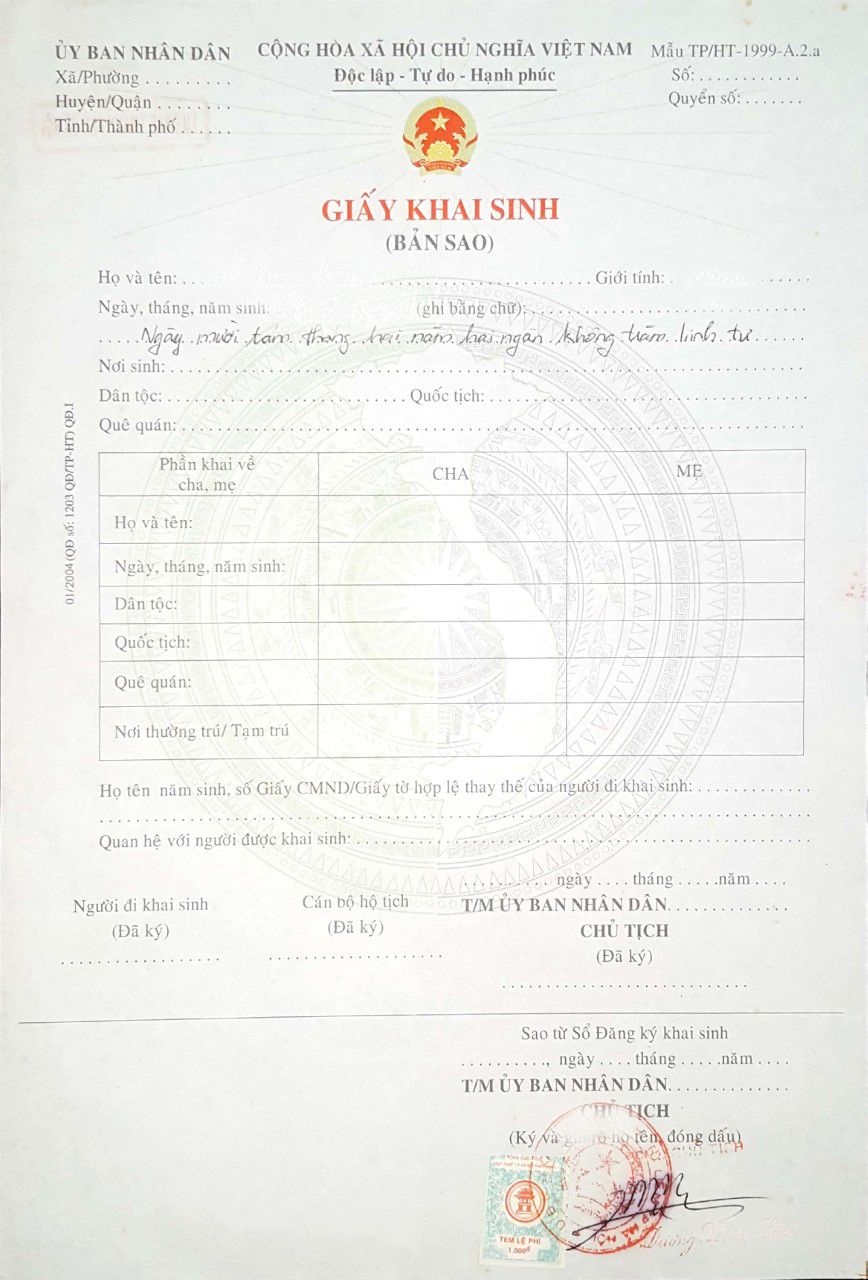 ỦY BAN NHÂN DÂN
CỘNG HÒA XÃ HỘI CHỦ NGHĨA VIỆT NAM
Mẫu TP/HT-1999-A.2.a
Xã/Phường . . . . . . . . .
Độc lập - Tự do - Hạnh phúc
Số: . . . . . . . . . . . .
Huyện/Quận . . . . . . . .
Quyển số: . . . . . . .
Tỉnh/Thành phố . . . . . .
GIẤY KHAI SINH
(BẢN SAO)
Họ và tên: Giới tính:
Ngày, tháng, năm sinh: (ghi bằng chữ):
Ngày mười tám tháng hai năm hai ngàn không trăm linh tư
Nơi sinh:
Dân tộc: Quốc tịch:
Quê quán:
01/2004 (QĐ số: 1203 QĐ/TP-HT) QĐ.I
Phần khai về cha, mẹ
CHA
MẸ
Họ và tên:
Ngày, tháng, năm sinh:
Dân tộc:
Quốc tịch:
Quê quán:
Nơi thường trú/ Tạm trú
Họ tên năm sinh, số Giấy CMND/Giấy tờ hợp lệ thay thế của người đi khai sinh:
Quan hệ với người được khai sinh:
. . . . . . . . . . ngày . . . . tháng . . . . .năm . . . .
Người đi khai sinh
Cán bộ hộ tịch
T/M ỦY BAN NHÂN DÂN
(Đã ký)
(Đã ký)
CHỦ TỊCH
(Đã ký)
Sao từ Sổ Đăng ký khai sinh
. . . . . . . . . ., ngày . . . . tháng . . . . .năm . . . .
T/M ỦY BAN NHÂN DÂN
CHỦ TỊCH
(Ký và ghi rõ họ tên, đóng dấu)
CHỦ TỊCH
TEM LỆ PHÍ
1.000đ